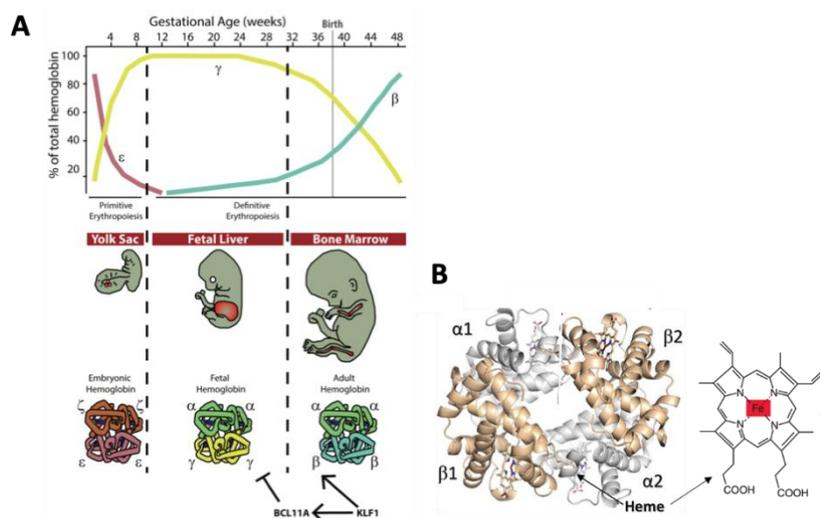 A
Gestational Age (weeks)
Birth
4 8 12 16 20 24 28 32 36 40 44 48
% of total hemoglobin
100
80
60
40
20
γ
β
ε
Primitive
Erythropoiesis
Definitive
Erythropoiesis
Yolk Sac
Fetal Liver
Bone Marrow
Embryonic
Hemoglobin
Fetal
Hemoglobin
Adult
Hemoglobin
ζ ζ
ε ε
α α
γ γ
α α
β β
BCL11A
KLF1
B
α1
β2
β1
α2
Heme
N N
Fe
N N
COOH
COOH